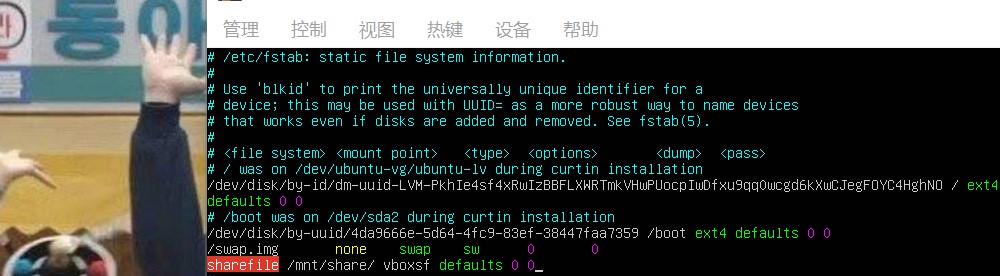 통
管理 控制 视图 热键 设备 帮助
# /etc/fstab: static file system information.
#
# Use 'blkid' to print the universally unique identifier for a
# device; this may be used with UUID= as a more robust way to name devices
# that works even if disks are added and removed. See fstab(5).
#
# <file system> <mount point>   <type>  <options>       <dump>  <pass>
# / was on /dev/ubuntu-vg/ubuntu-lv during curtin installation
/dev/disk/by-id/dm-uuid-LVM-PkhIe4sf4xRwIzBBFLXWRTmkVHwPUocpIwDfxu9qq0wcgd6kXwCJegFOYC4HghNO / ext4
defaults 0 0
# /boot was on /dev/sda2 during curtin installation
/dev/disk/by-uuid/4da9666e-5d64-4fc9-83ef-38447faa7359 /boot ext4 defaults 0 0
/swap.img       none    swap    sw      0       0
sharefile /mnt/share/ vboxsf defaults 0 0